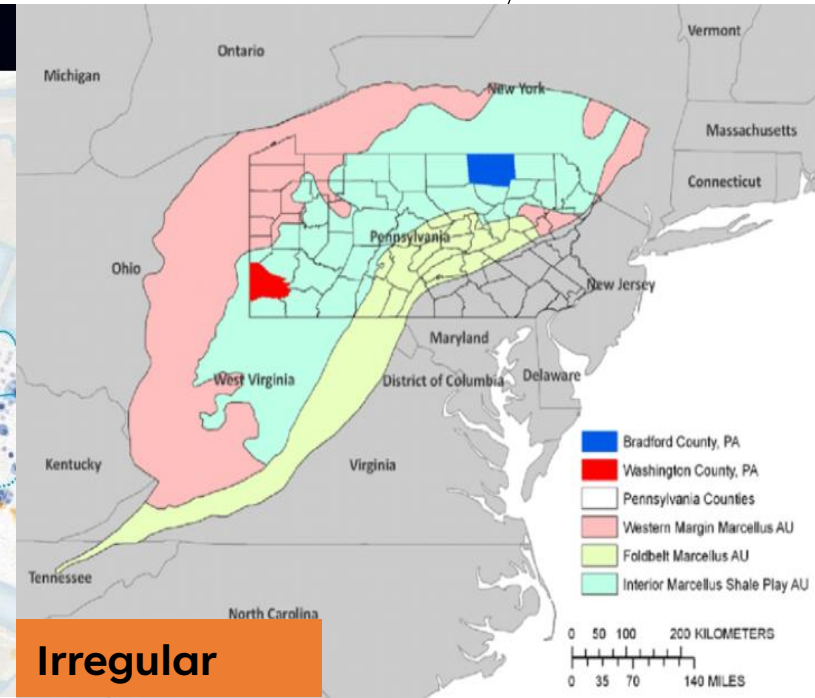 Vermont
Ontario
Michigan
New York
Massachusetts
Connecticut
Pennsylvania
Ohio
New Jersey
Maryland
West Virginia
District of Columbia
Delaware
Kentucky
Virginia
Tennessee
North Carolina
Bradford County, PA
Washington County, PA
Pennsylvania Counties
Western Margin Marcellus AU
Foldbelt Marcellus AU
Interior Marcellus Shale Play AU
0 50 100 200 KILOMETERS
0 35 70 140 MILES
Irregular